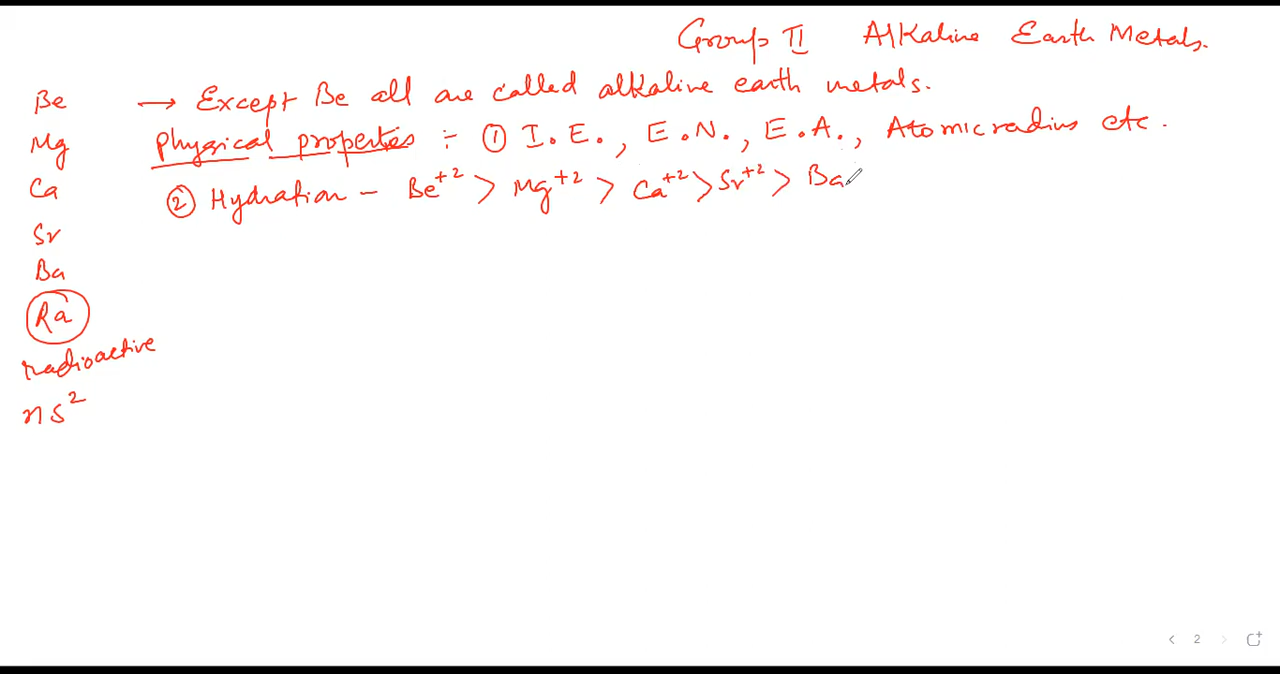 Group II Alkaline Earth Metals.
→ Except Be all are called alkaline earth metals.
Physical properties :- ① I.E., E.N., E.A., Atomic radius etc.
② Hydration - Be+2 > Mg+2 > Ca+2 > Sr+2 > Ba
Be
Mg
Ca
Sr
Ba
Ra
radioactive
ns2
< 2 >